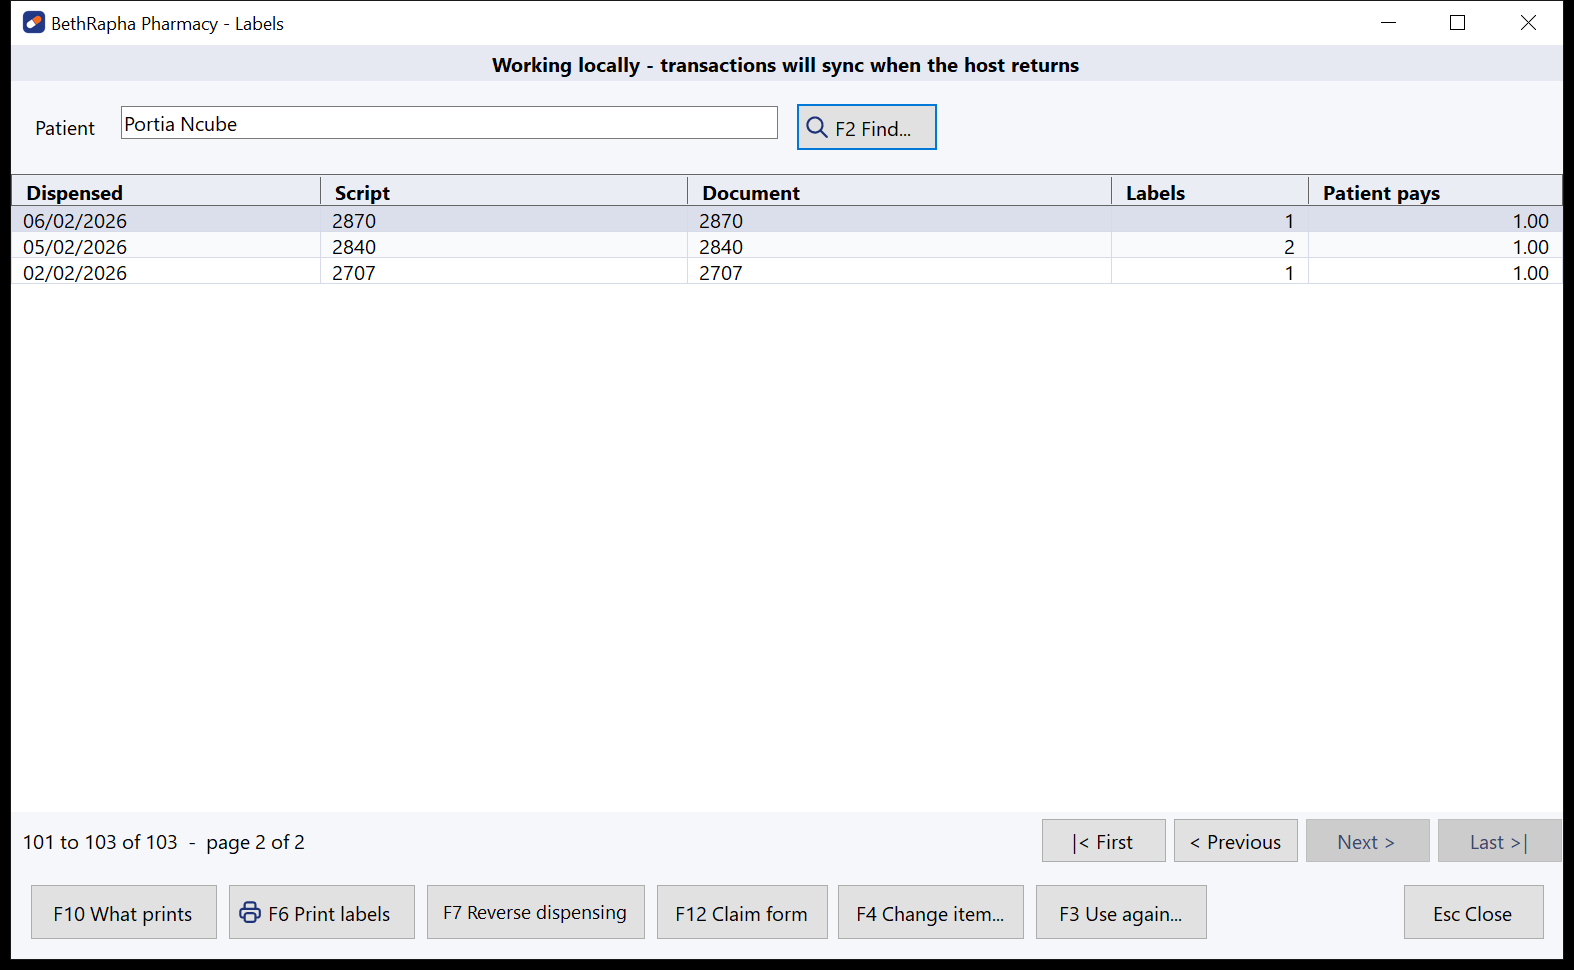 BethRapha Pharmacy - Labels
Working locally - transactions will sync when the host returns
Patient Portia Ncube F2 Find...
Dispensed Script Document Labels Patient pays
06/02/2026 2870 2870 1 1.00
05/02/2026 2840 2840 2 1.00
02/02/2026 2707 2707 1 1.00
101 to 103 of 103 - page 2 of 2 |< First < Previous Next > Last >|
F10 What prints F6 Print labels F7 Reverse dispensing F12 Claim form F4 Change item... F3 Use again... Esc Close